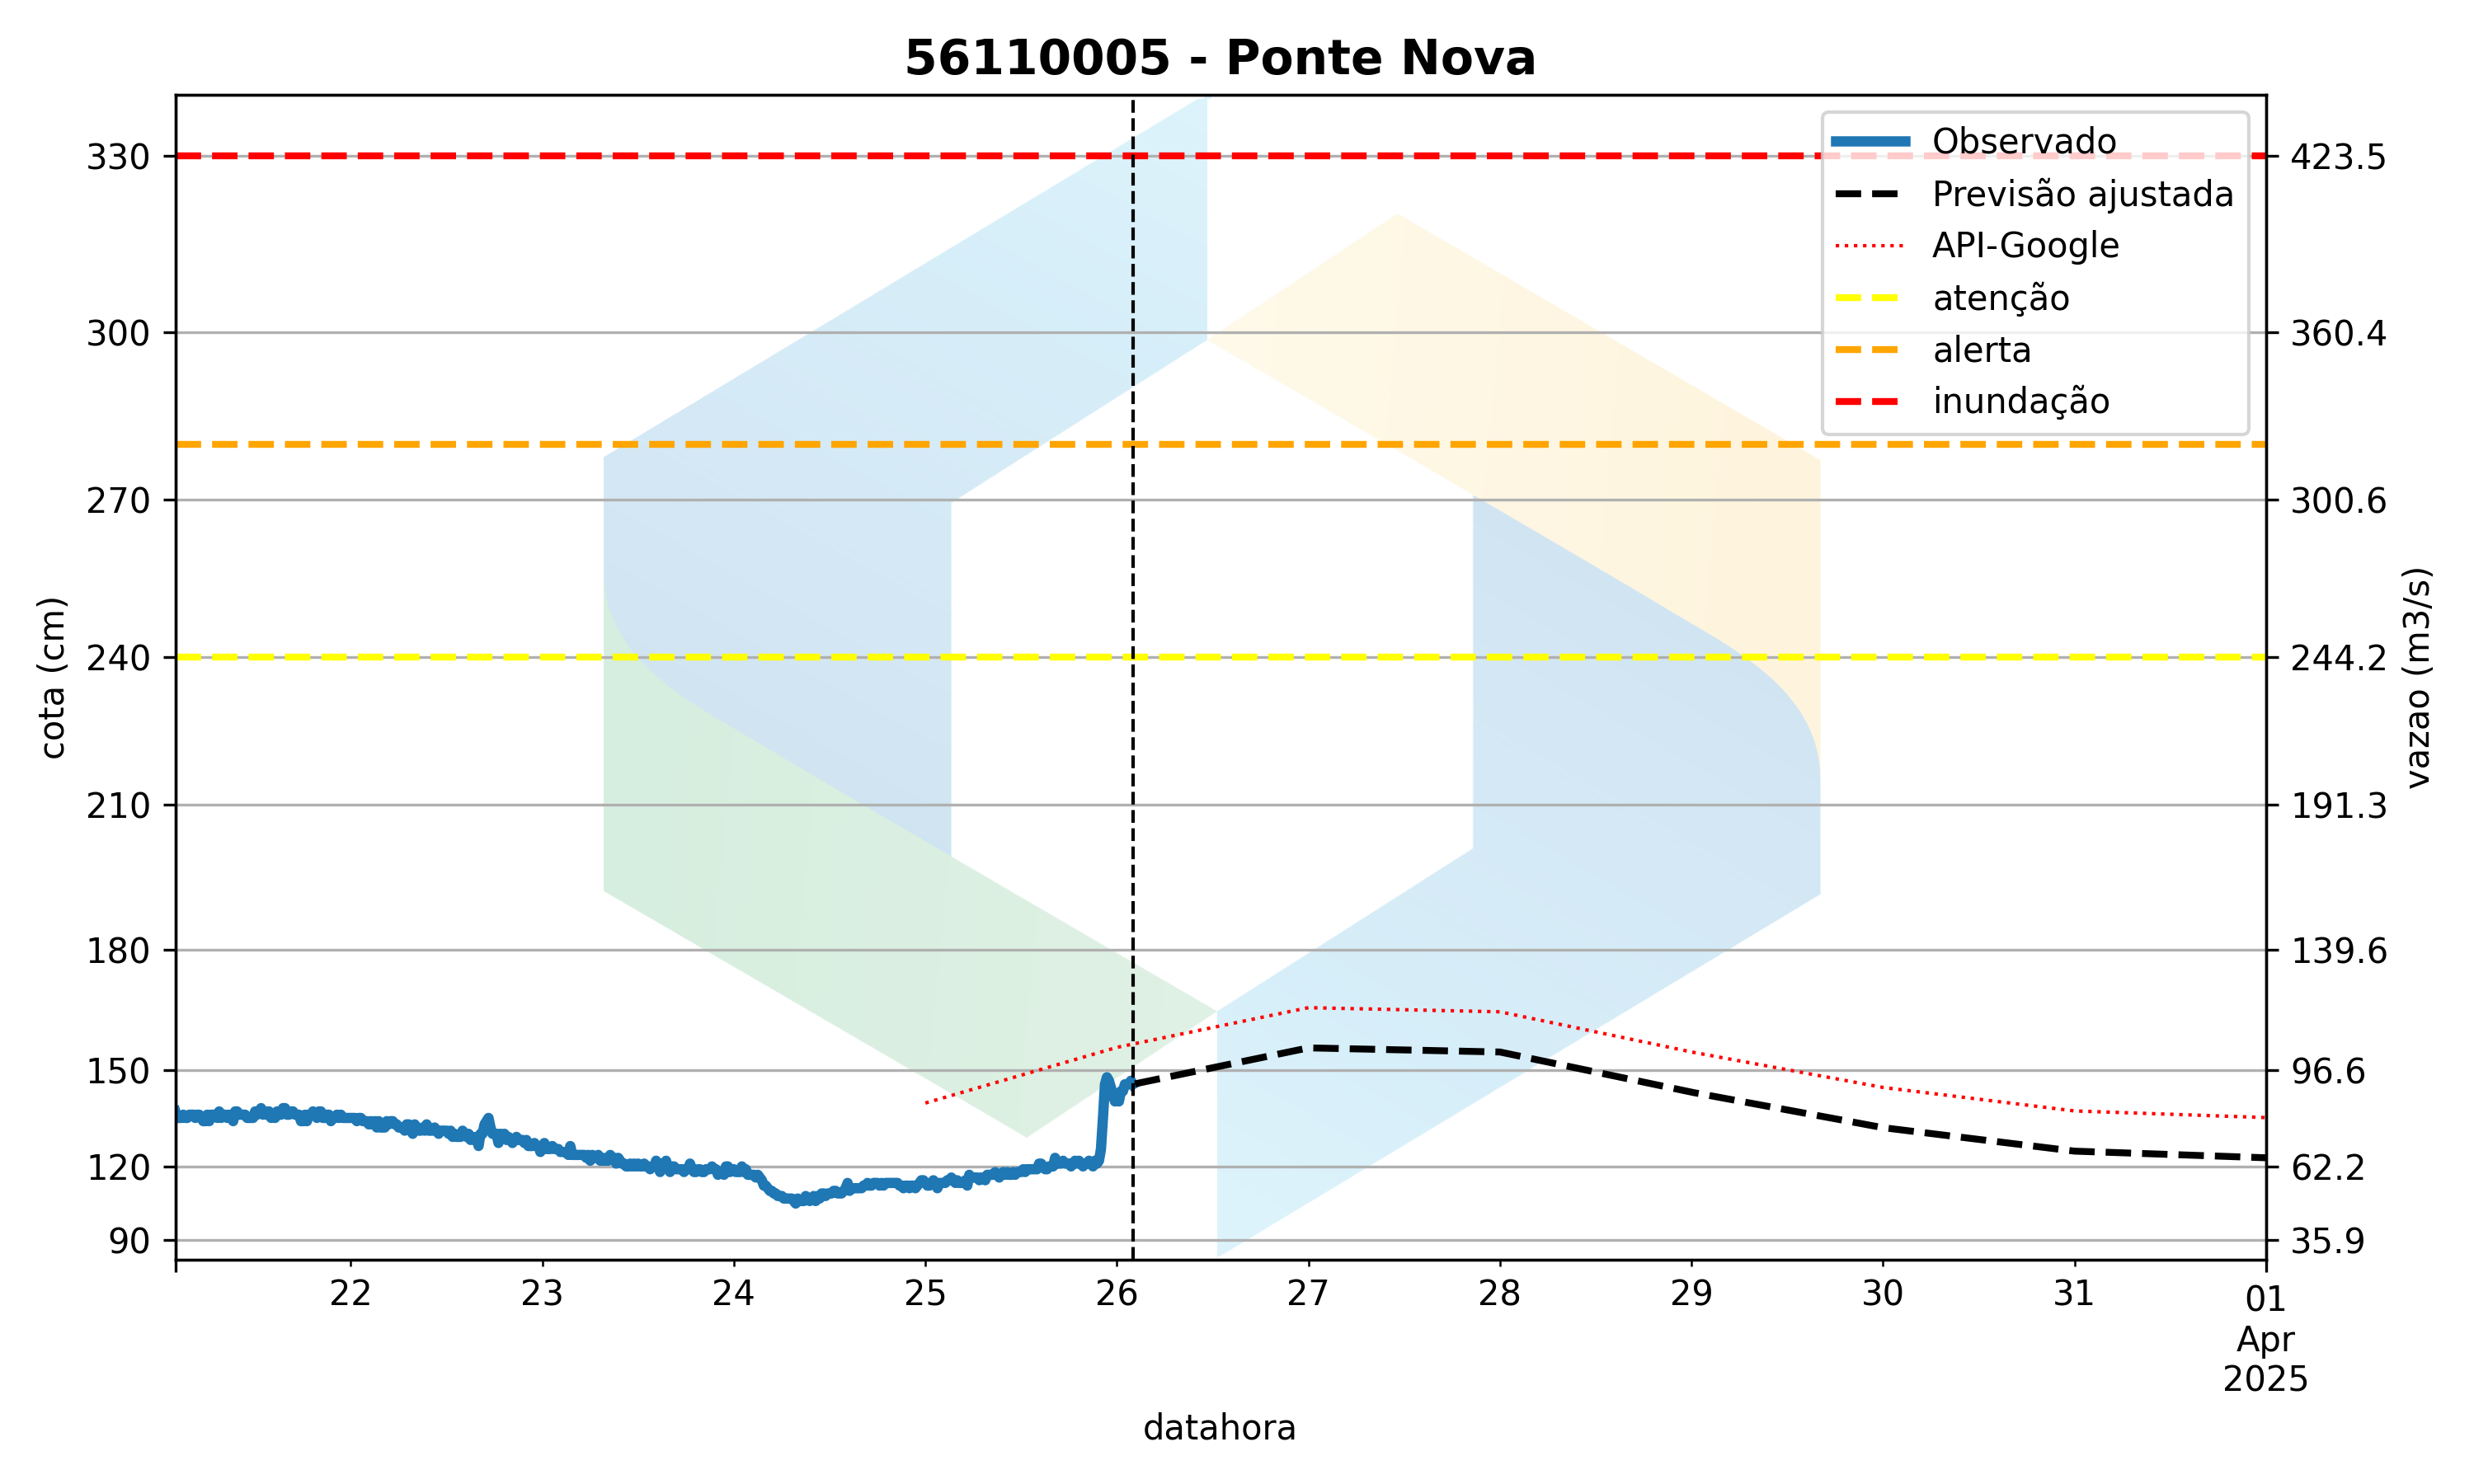 56110005 - Ponte Nova
Observado
Previsão ajustada
API-Google
atenção
alerta
inundação
cota (cm)
330
300
270
240
210
180
150
120
90
423.5
360.4
300.6
244.2
191.3
139.6
96.6
62.2
35.9
vazao (m3/s)
22 23 24 25 26 27 28 29 30 31 01
Apr
2025
datahora